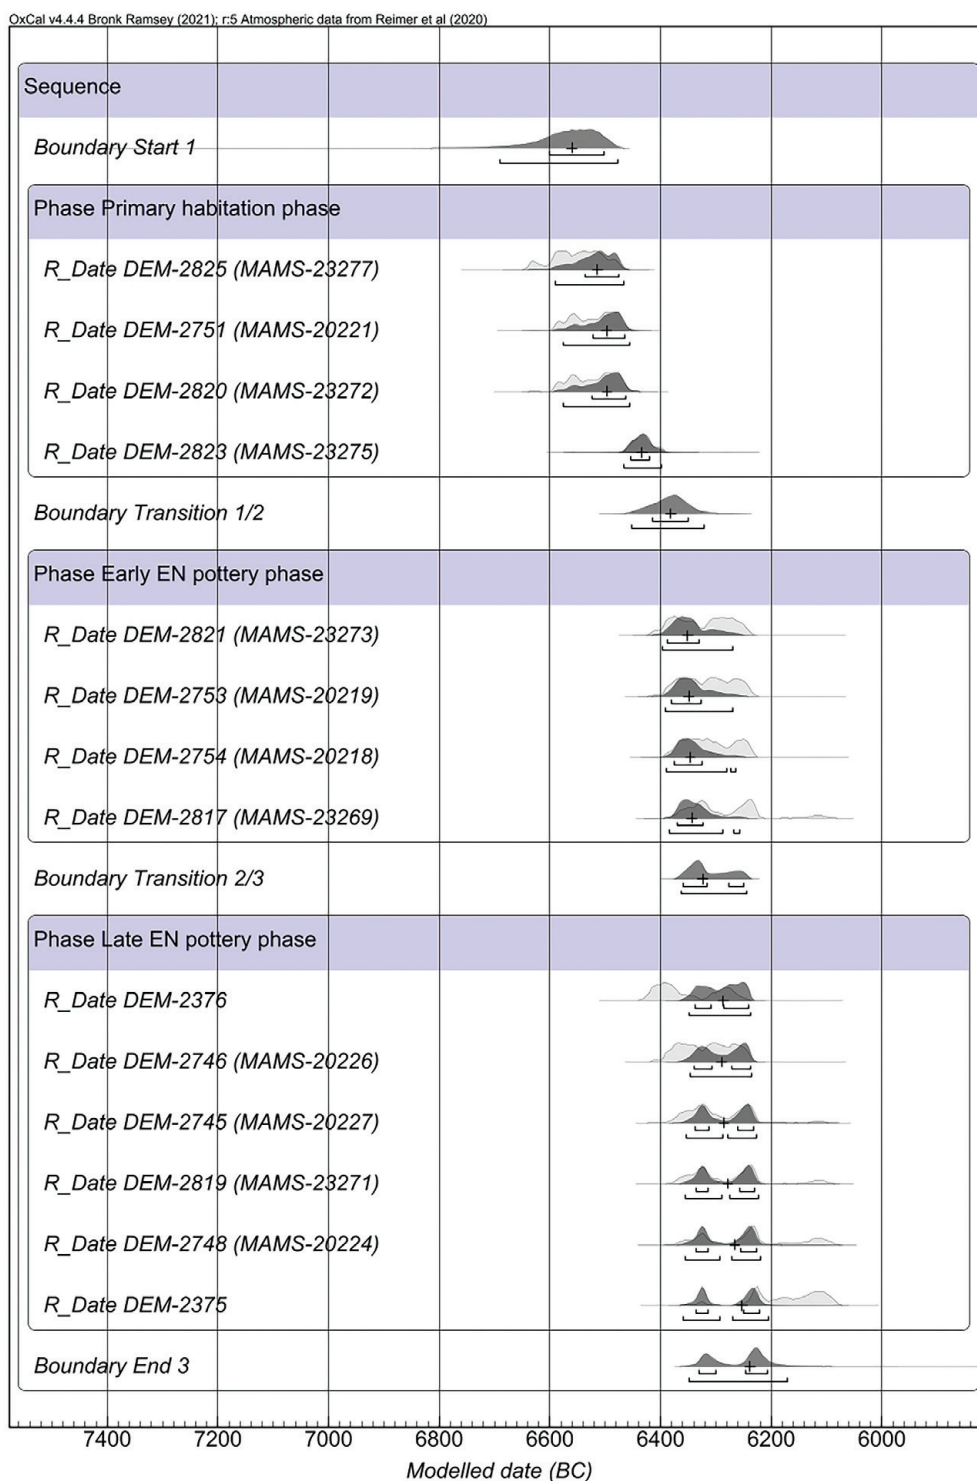 OxCal v4.4.4 Bronk Ramsey (2021); r:5 Atmospheric data from Reimer et al (2020)
Sequence
Boundary Start 1
Phase Primary habitation phase
R_Date DEM-2825 (MAMS-23277)
R_Date DEM-2751 (MAMS-20221)
R_Date DEM-2820 (MAMS-23272)
R_Date DEM-2823 (MAMS-23275)
Boundary Transition 1/2
Phase Early EN pottery phase
R_Date DEM-2821 (MAMS-23273)
R_Date DEM-2753 (MAMS-20219)
R_Date DEM-2754 (MAMS-20218)
R_Date DEM-2817 (MAMS-23269)
Boundary Transition 2/3
Phase Late EN pottery phase
R_Date DEM-2376
R_Date DEM-2746 (MAMS-20226)
R_Date DEM-2745 (MAMS-20227)
R_Date DEM-2819 (MAMS-23271)
R_Date DEM-2748 (MAMS-20224)
R_Date DEM-2375
Boundary End 3
7400 7200 7000 6800 6600 6400 6200 6000
Modelled date (BC)